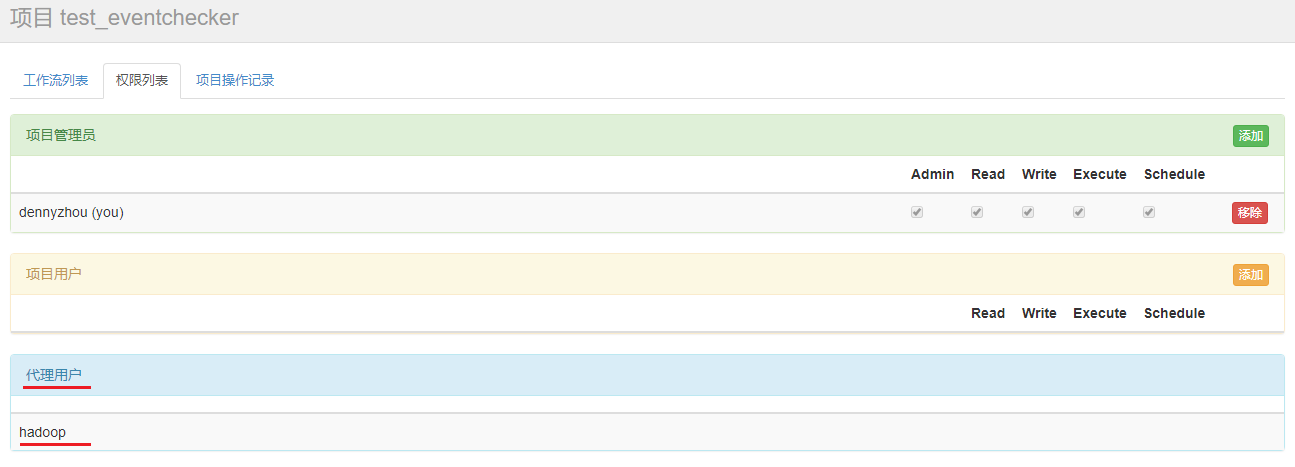 项目 test_eventchecker
工作流列表 权限列表 项目操作记录
项目管理员 添加
Admin Read Write Execute Schedule
dennyzhou (you) 移除
项目用户 添加
Read Write Execute Schedule
代理用户
hadoop